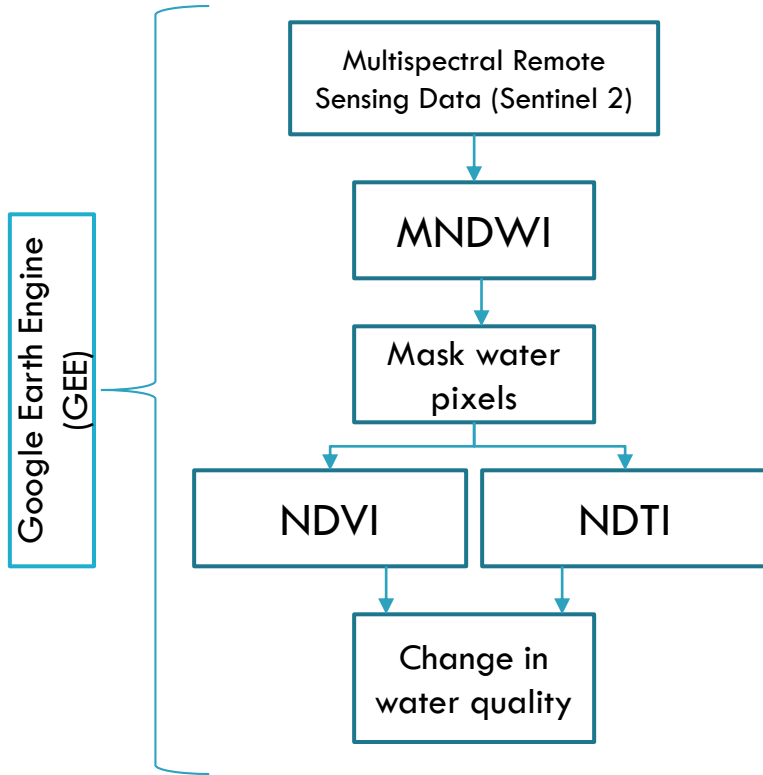 Multispectral Remote
Sensing Data (Sentinel 2)
MNDWI
Google Earth Engine
(GEE)
Mask water
pixels
NDVI
NDTI
Change in
water quality